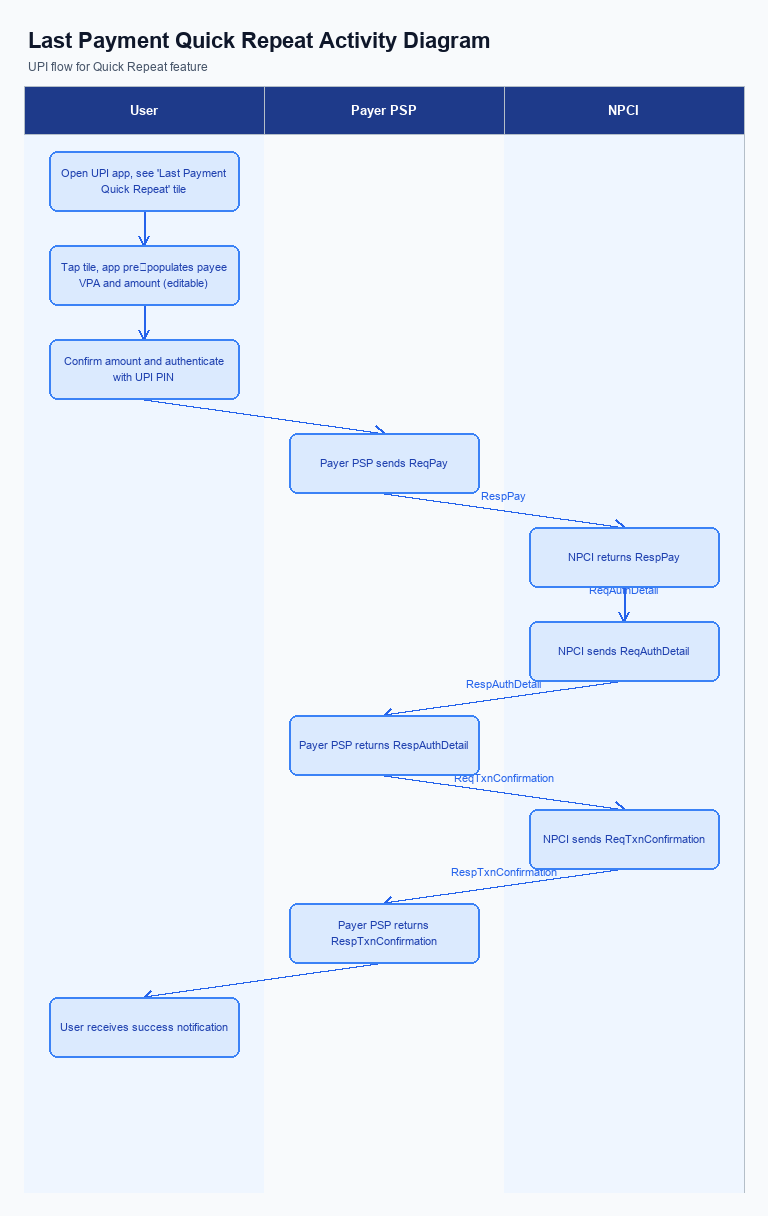 Last Payment Quick Repeat Activity Diagram
UPI flow for Quick Repeat feature
User
Payer PSP
NPCI
Open UPI app, see 'Last Payment
Quick Repeat' tile
Tap tile, app pre□populates payee
VPA and amount (editable)
Confirm amount and authenticate
with UPI PIN
Payer PSP sends ReqPay
RespPay
NPCI returns RespPay
ReqAuthDetail
NPCI sends ReqAuthDetail
RespAuthDetail
Payer PSP returns RespAuthDetail
ReqTxnConfirmation
NPCI sends ReqTxnConfirmation
RespTxnConfirmation
Payer PSP returns
RespTxnConfirmation
User receives success notification